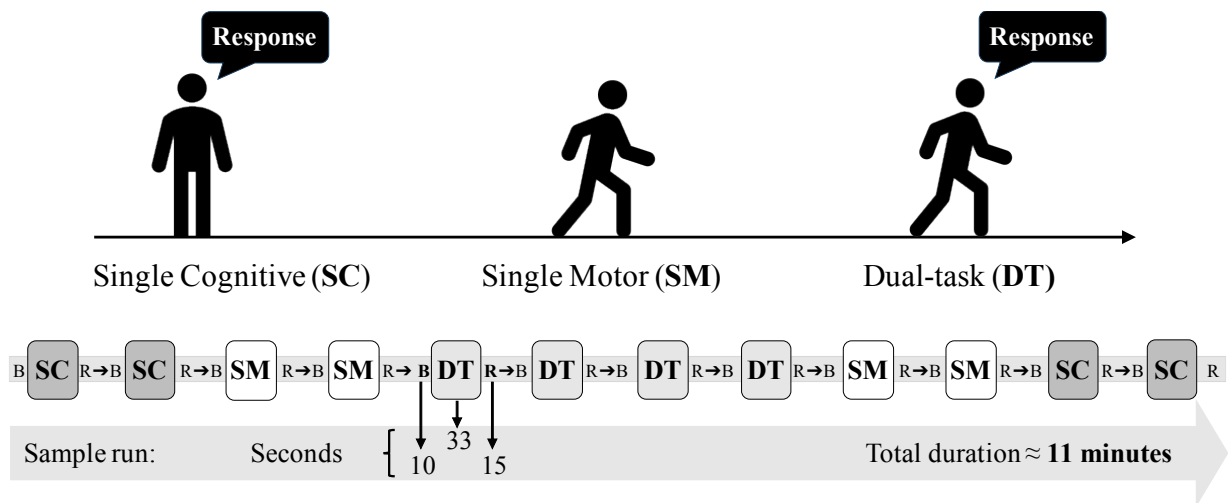 Response
Response
Single Cognitive (SC)
Single Motor (SM)
Dual-task (DT)
B SC R➔B SC R➔B SM R➔B SM R➔ B DT R➔B DT R➔B DT R➔B DT R➔B SM R➔B SM R➔B SC R➔B SC R
Sample run: Seconds { 10 33 15 Total duration ≈ 11 minutes